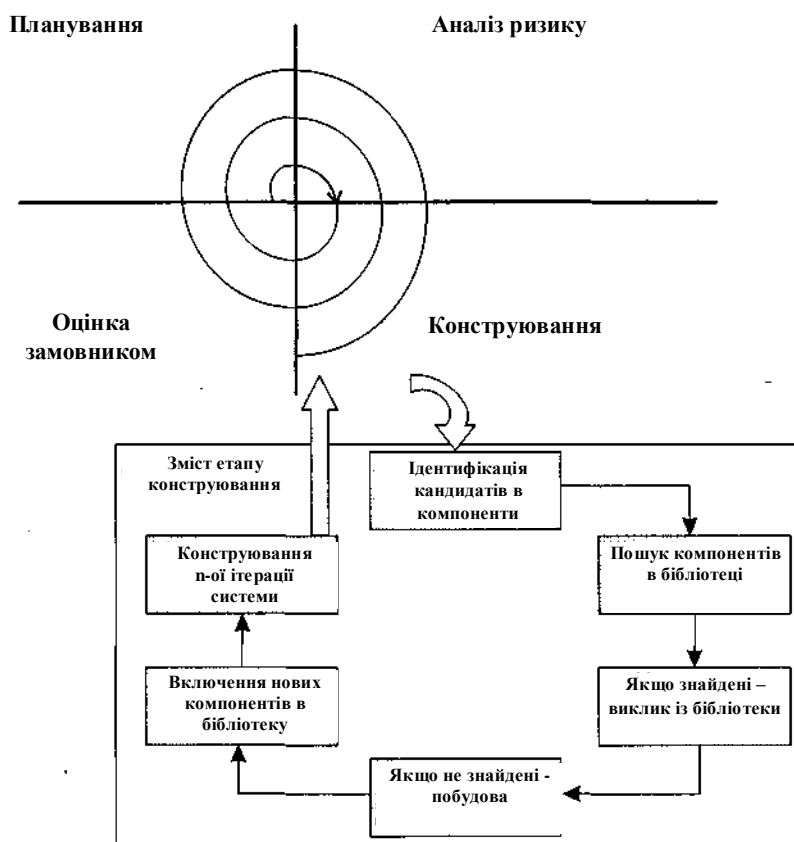 Планування
Аналіз ризику
Оцінка
замовником
Конструювання
Зміст етапу
конструювання
Ідентифікація
кандидатів в
компоненти
Конструювання
n-ої ітерації
системи
Пошук компонентів
в бібліотеці
Включення нових
компонентів в
бібліотеку
Якщо знайдені –
виклик із бібліотеки
Якщо не знайдені -
побудова